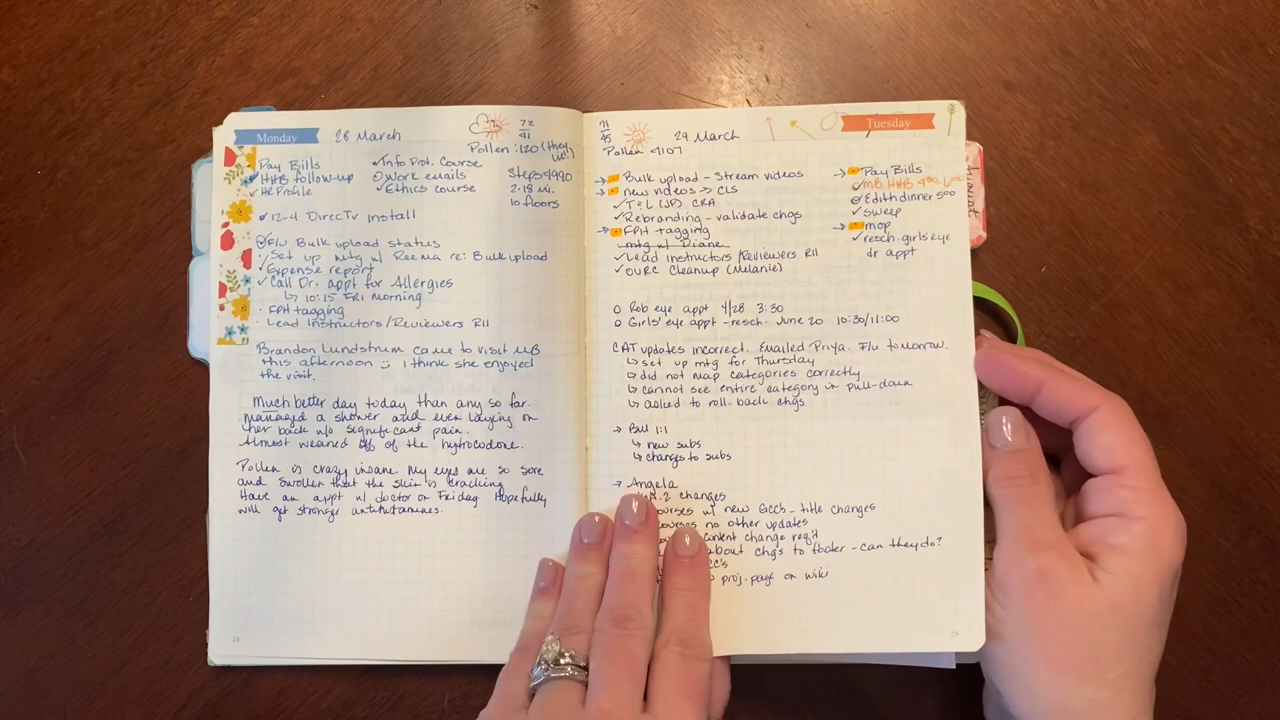 Monday
28 March
72
41
Pollen: 120 (they lie!)
Pay Bills
HHB follow-up
HR Profile
Info Prot. Course
Work emails
Ethics course
Steps 4990
2.18 mi.
10 floors
12-4 DirecTv install
F/u Bulk upload status
Set up mtg w/ Reema re: Bulk upload
Expense report
Call Dr. appt for Allergies
↳ 10:15 FRI morning
FPH tagging
Lead Instructors/Reviewers RII
Brandon Lundstrum came to visit MB
this afternoon :) I think she enjoyed
the visit.
Much better day today than any so far.
managed a shower and even laying on
her back w/o significant pain.
Almost weaned off of the hydrocodone.
Pollen is crazy insane my eyes are so sore
and swollen that the skin is cracking
Have an appt w/ doctor on Friday Hopefully
will get stronger antihistamines.
28
71
45
29 March
Tuesday
Pollen 4107
→ Bulk upload - Stream videos
→ new videos => CLS
✓ T&L (JP) CRA
✓ Rebranding - validate chgs
→ FPH tagging
mtg w/ Diane
✓ Lead Instructors/Reviewers RII
✓ OURC Cleanup (Melanie)
→ Pay Bills
MB HHB
Edith dinner 500
✓ sweep
→ mop
✓ resch. girls eye
dr appt
o Rob eye appt 4/28 3:30
o Girls' eye appt - resch. June 20 10:30/11:00
CAT updates incorrect. Emailed Priya. F/u tomorrow.
↳ set up mtg for Thursday
↳ did not map categories correctly
↳ cannot see entire category in pull-down
↳ asked to roll-back chgs
→ Bill 1:1
↳ new subs
↳ changes to subs
→ Angela
.2 changes
courses w/ new GCC's - title changes
courses no other updates
content change req'd
about chg's to footer - can they do?
proj. page on wiki
29